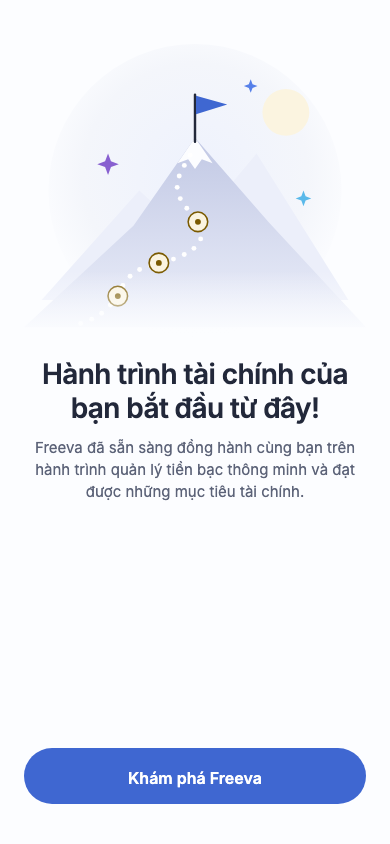 Hành trình tài chính của
bạn bắt đầu từ đây!
Freeva đã sẵn sàng đồng hành cùng bạn trên
hành trình quản lý tiền bạc thông minh và đạt
được những mục tiêu tài chính.
Khám phá Freeva